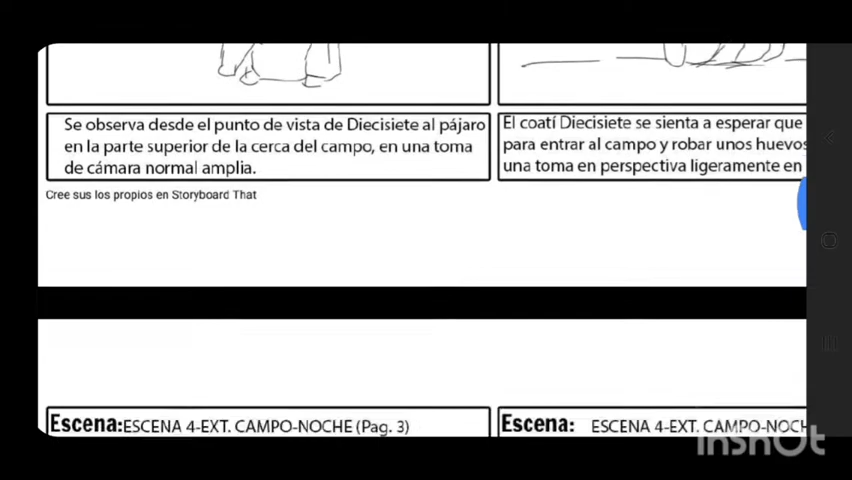 Se observa desde el punto de vista de Diecisiete al pájaro
en la parte superior de la cerca del campo, en una toma
de cámara normal amplia.
El coatí Diecisiete se sienta a esperar que
para entrar al campo y robar unos huevos
una toma en perspectiva ligeramente en
Cree sus los propios en Storyboard That
Escena:ESCENA 4-EXT. CAMPO-NOCHE (Pag. 3)
Escena: ESCENA 4-EXT. CAMPO-NOCH
InShOt